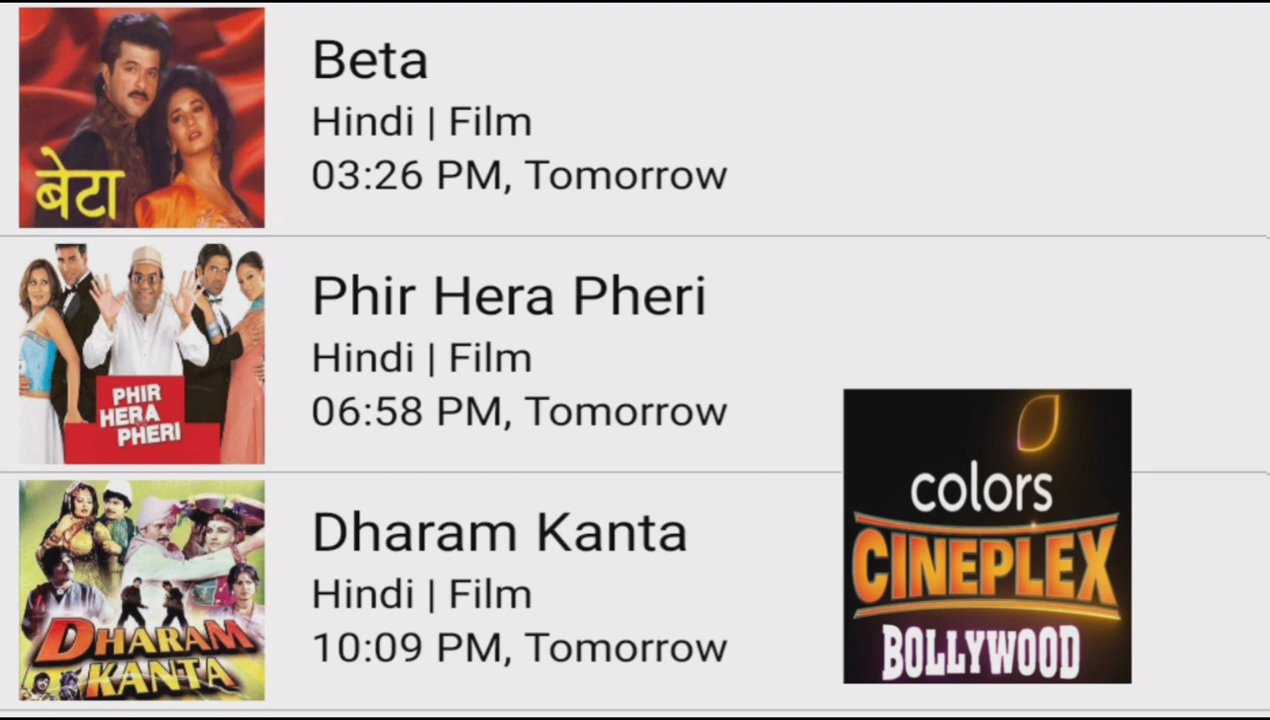 बेटा
Beta
Hindi | Film
03:26 PM, Tomorrow
PHIR
HERA
PHERI
Phir Hera Pheri
Hindi | Film
06:58 PM, Tomorrow
DHARAM
KANTA
Dharam Kanta
Hindi | Film
10:09 PM, Tomorrow
colors
CINEPLEX
BOLLYWOOD